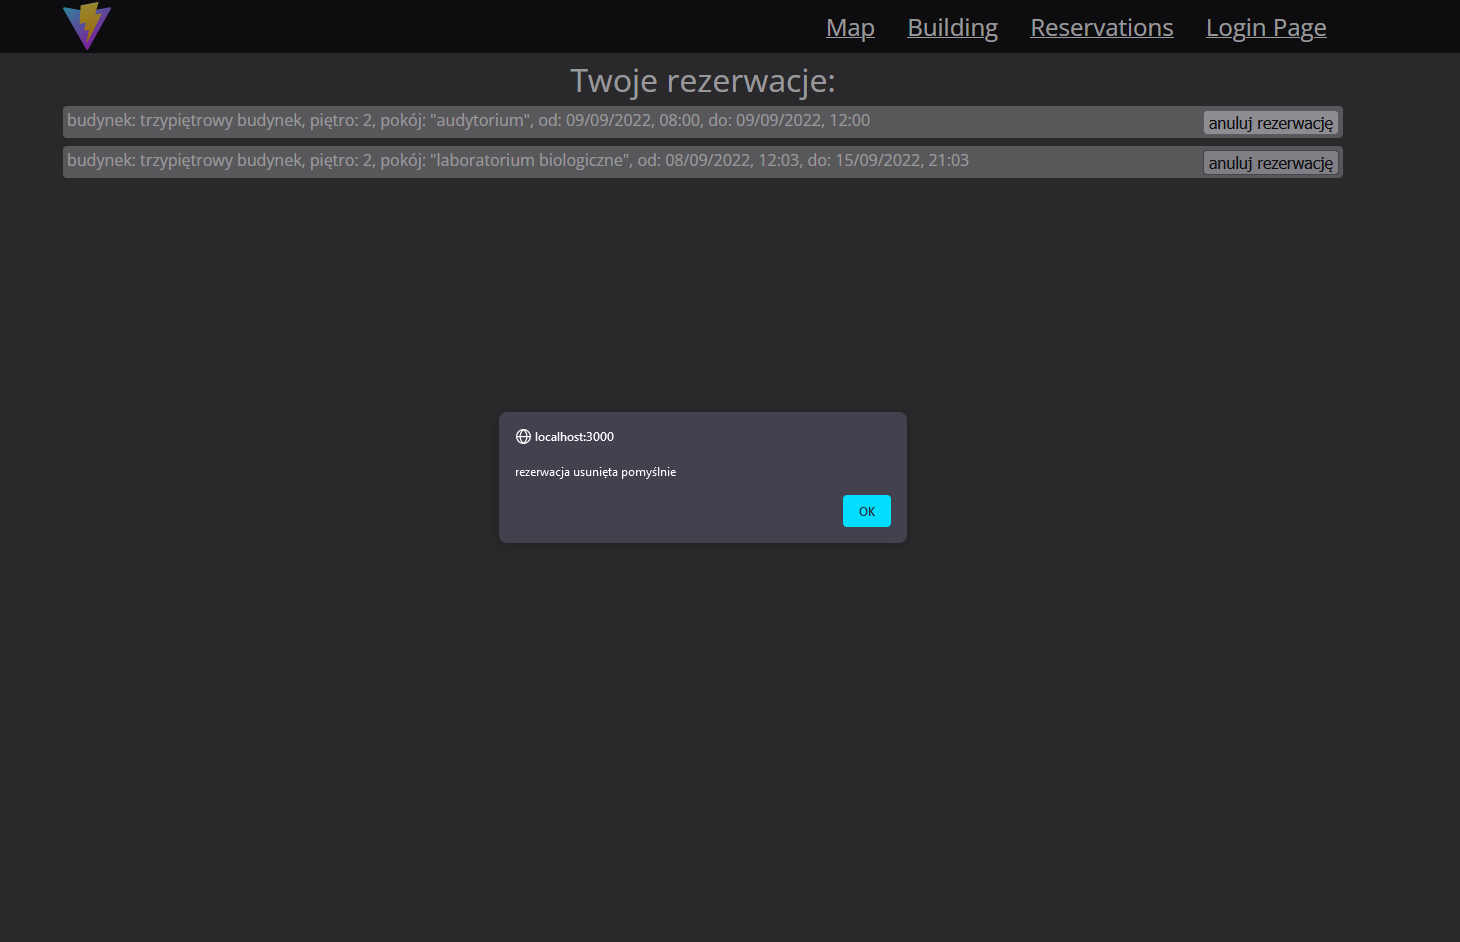 Map Building Reservations Login Page
Twoje rezerwacje:
budynek: trzypiętrowy budynek, piętro: 2, pokój: "audytorium", od: 09/09/2022, 08:00, do: 09/09/2022, 12:00 anuluj rezerwację
budynek: trzypiętrowy budynek, piętro: 2, pokój: "laboratorium biologiczne", od: 08/09/2022, 12:03, do: 15/09/2022, 21:03 anuluj rezerwację
localhost:3000
rezerwacja usunięta pomyślnie
OK